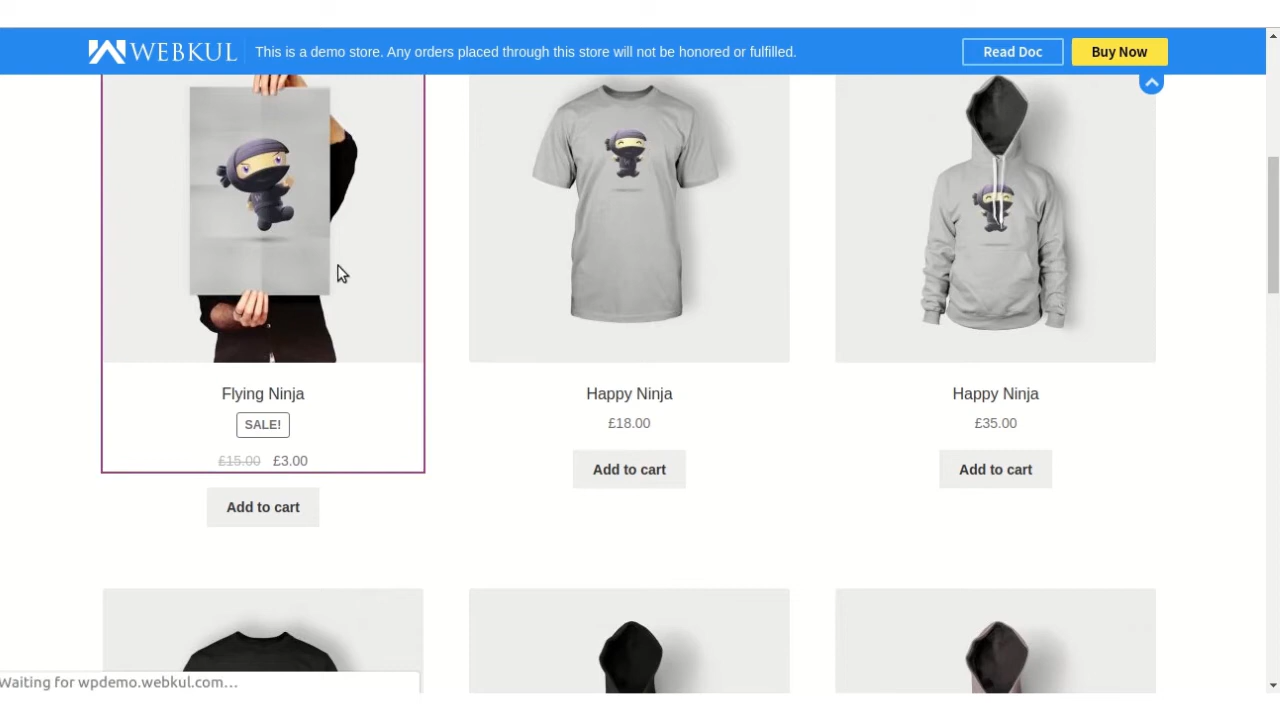 WEBKUL
This is a demo store. Any orders placed through this store will not be honored or fulfilled.
Read Doc
Buy Now
Flying Ninja
SALE!
£15.00 £3.00
Add to cart
Happy Ninja
£18.00
Add to cart
Happy Ninja
£35.00
Add to cart
Waiting for wpdemo.webkul.com...